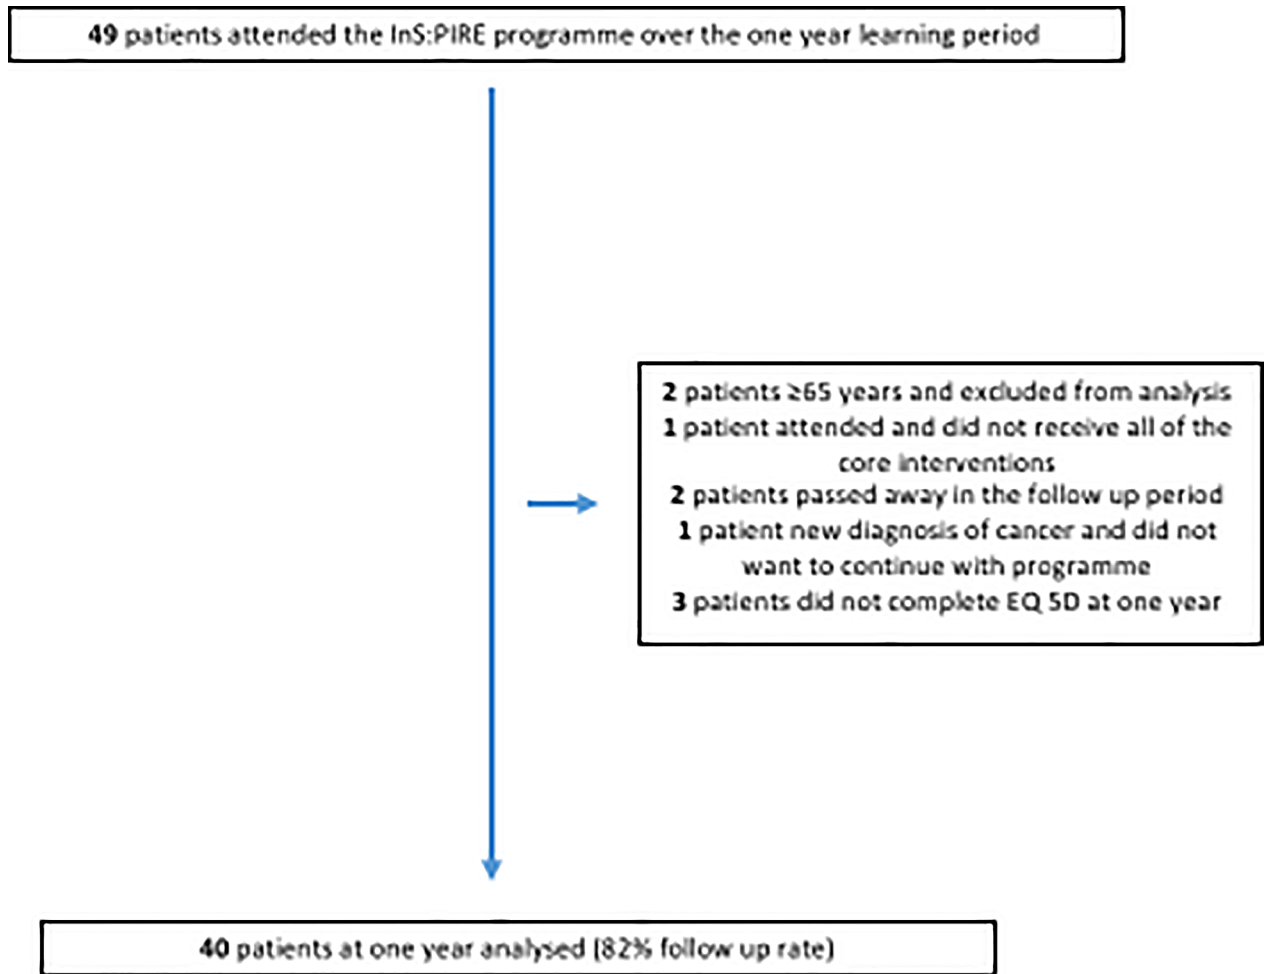 49 patients attended the InS:PIRE programme over the one year learning period
2 patients ≥65 years and excluded from analysis
1 patient attended and did not receive all of the
core interventions
2 patients passed away in the follow up period
1 patient new diagnosis of cancer and did not
want to continue with programme
3 patients did not complete EQ 5D at one year
40 patients at one year analysed (82% follow up rate)